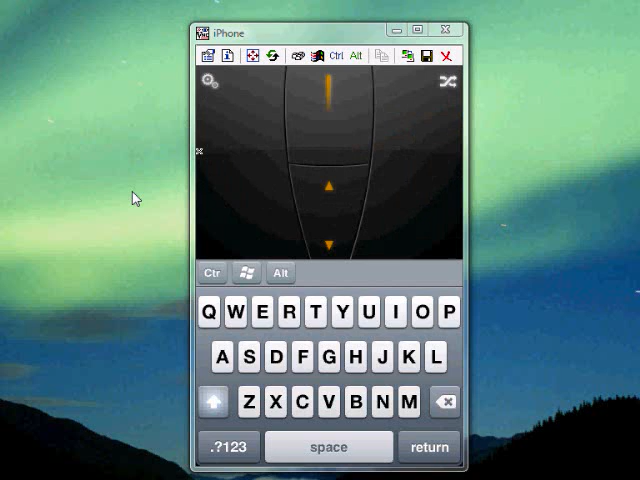 iPhone
Ctrl Alt
Ctr Alt
Q W E R T Y U I O P
A S D F G H J K L
Z X C V B N M
.?123 space return